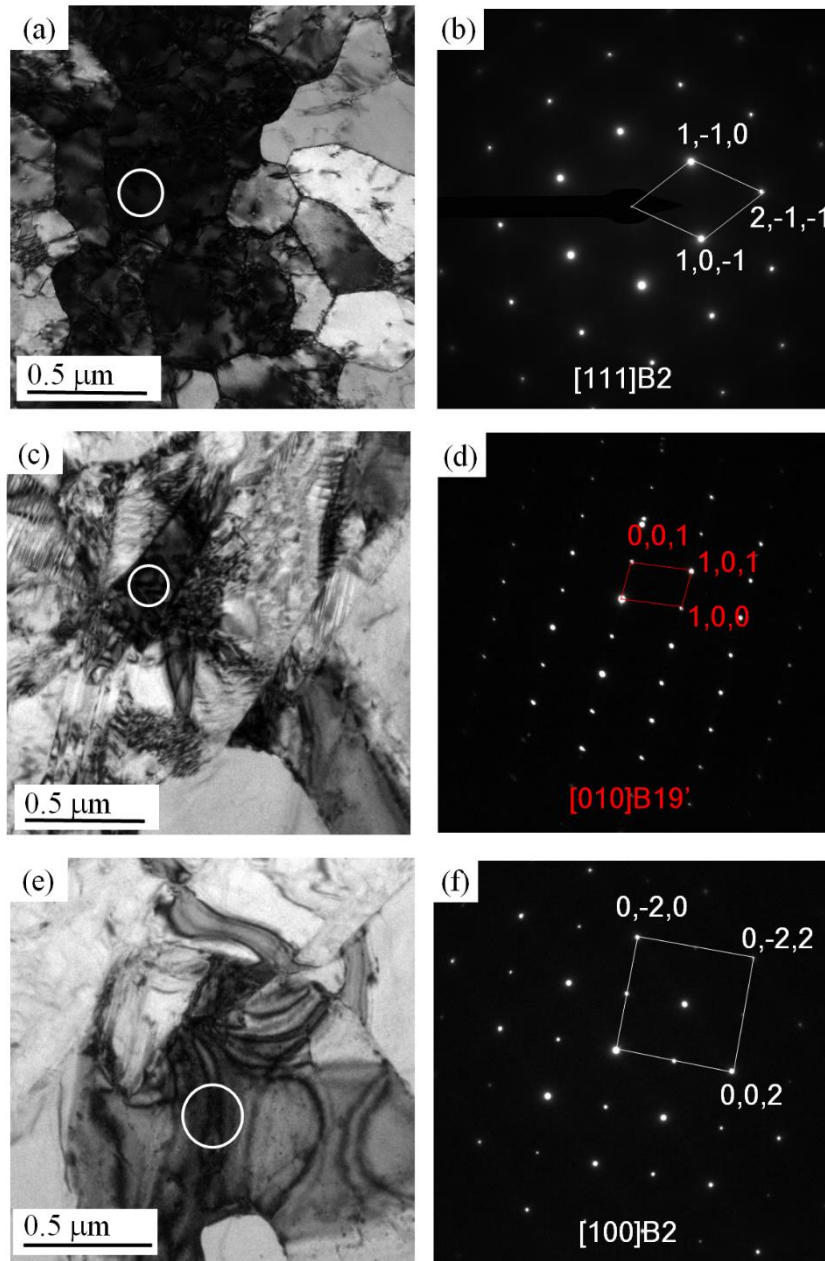 (a)
0.5 μm
(b)
1,-1,0
2,-1,-1
1,0,-1
[111]B2
(c)
0.5 μm
(d)
0,0,1
1,0,1
1,0,0
[010]B19'
(e)
0.5 μm
(f)
0,-2,0
0,-2,2
0,0,2
[100]B2